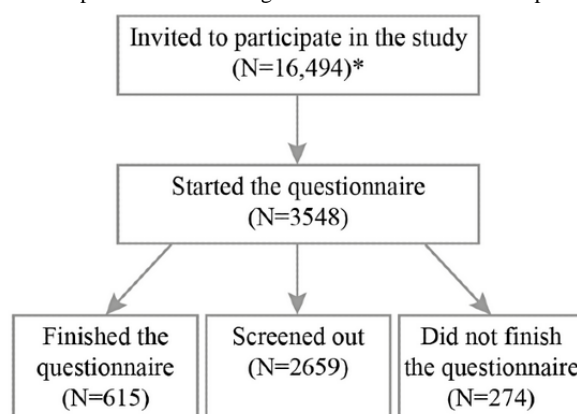 Invited to participate in the study
(N=16,494)*
Started the questionnaire
(N=3548)
Finished the
questionnaire
(N=615)
Screened out
(N=2659)
Did not finish
the questionnaire
(N=274)